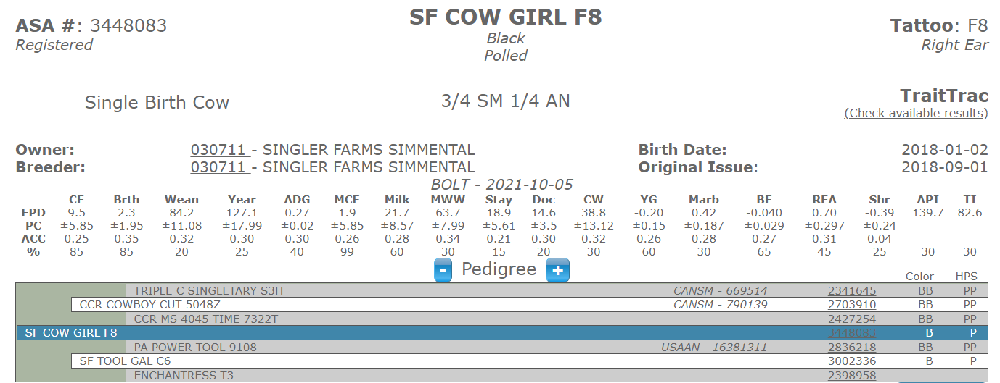 SF COW GIRL F8
ASA #: 3448083 Tattoo: F8
Registered Black Right Ear
Polled
Single Birth Cow 3/4 SM 1/4 AN TraitTrac
(Check available results)
Owner: 030711 - SINGLER FARMS SIMMENTAL Birth Date: 2018-01-02
Breeder: 030711 - SINGLER FARMS SIMMENTAL Original Issue: 2018-09-01
BOLT - 2021-10-05
CE Brth Wean Year ADG MCE Milk MWW Stay Doc CW YG Marb BF REA Shr API TI
EPD 9.5 2.3 84.2 127.1 0.27 1.9 21.7 63.7 18.9 14.6 38.8 -0.20 0.42 -0.040 0.70 -0.39 139.7 82.6
PC ±5.85 ±1.95 ±11.08 ±17.99 ±0.02 ±5.85 ±8.57 ±7.99 ±5.61 ±3.5 ±13.12 ±0.15 ±0.187 ±0.029 ±0.297 ±0.24
ACC 0.25 0.35 0.32 0.30 0.30 0.26 0.28 0.34 0.21 0.30 0.32 0.26 0.28 0.27 0.31 0.04
% 85 85 20 25 40 99 60 30 15 20 30 60 30 65 45 25 30 30
- Pedigree +
Color HPS
TRIPLE C SINGLETARY S3H CANSM - 669514 2341645 BB PP
CCR COWBOY CUT 5048Z CANSM - 790139 2703910 BB PP
CCR MS 4045 TIME 7322T 2427254 BB PP
SF COW GIRL F8 3448083 B P
PA POWER TOOL 9108 USAAN - 16381311 2836218 BB PP
SF TOOL GAL C6 3002336 B P
ENCHANTRESS T3 2398958